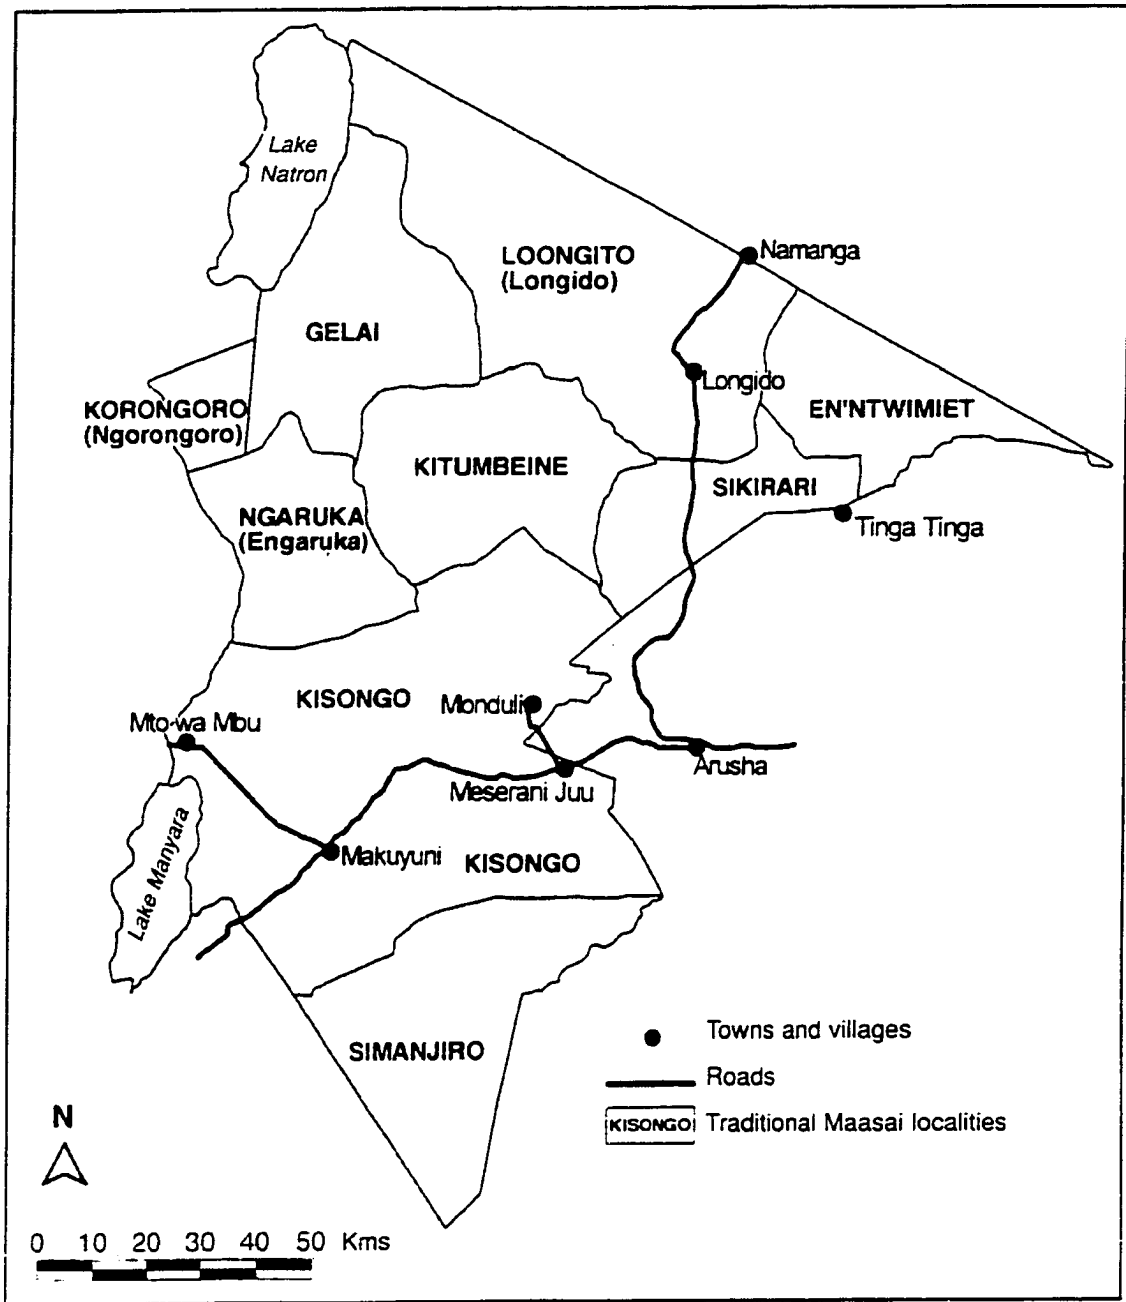 Lake
Natron
LOONGITO
(Longido)
Namanga
GELAI
Longido
KORONGORO
(Ngorongoro)
EN'NTWIMIET
KITUMBEINE
SIKIRARI
NGARUKA
(Engaruka)
Tinga Tinga
KISONGO
Monduli
Mto wa Mbu
Arusha
Meserani Juu
Lake Manyara
Makuyuni
KISONGO
SIMANJIRO
Towns and villages
Roads
KISONGO Traditional Maasai localities
N
0 10 20 30 40 50 Kms